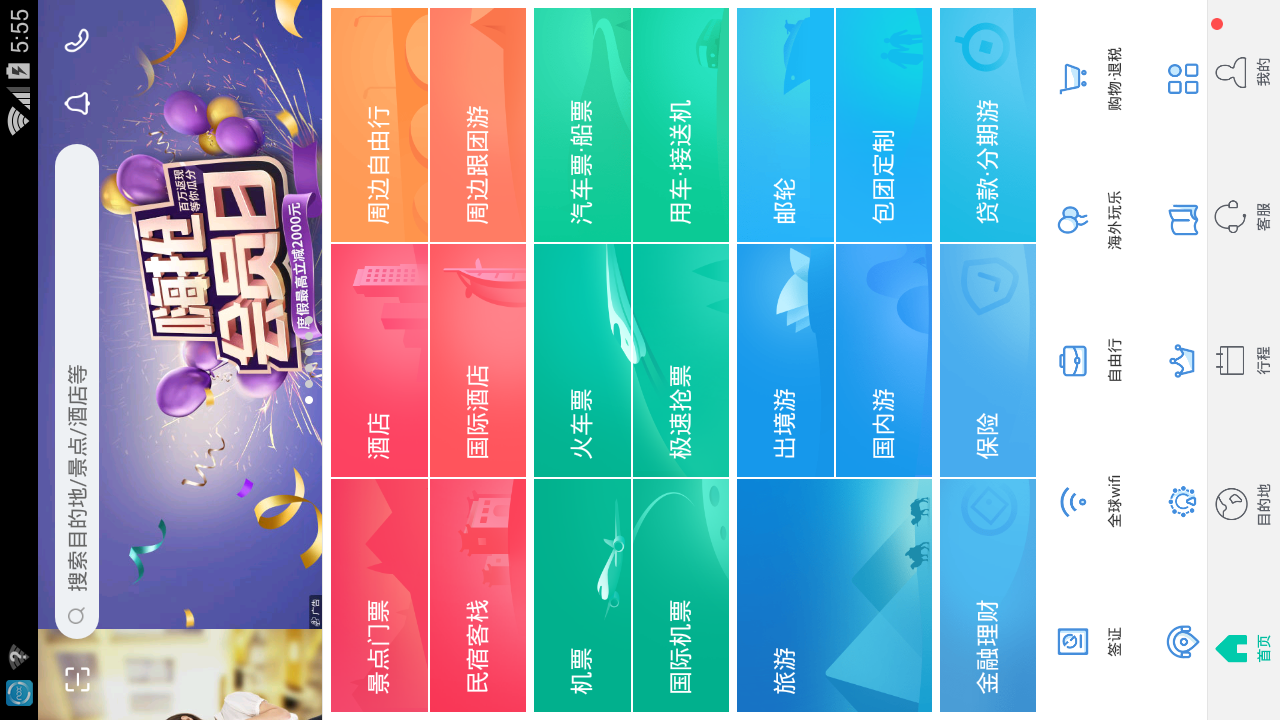 5:55
搜索目的地/景点/酒店等
嗨抢
会员日
百万返现
等你瓜分
度假最高立减2000元
广告
景点门票
酒店
周边自由行
民宿客栈
国际酒店
周边跟团游
机票
火车票
汽车票·船票
国际机票
极速抢票
用车·接送机
旅游
出境游
邮轮
国内游
包团定制
金融理财
保险
贷款·分期游
签证
全球wifi
自由行
海外玩乐
购物·退税
首页
目的地
行程
客服
我的